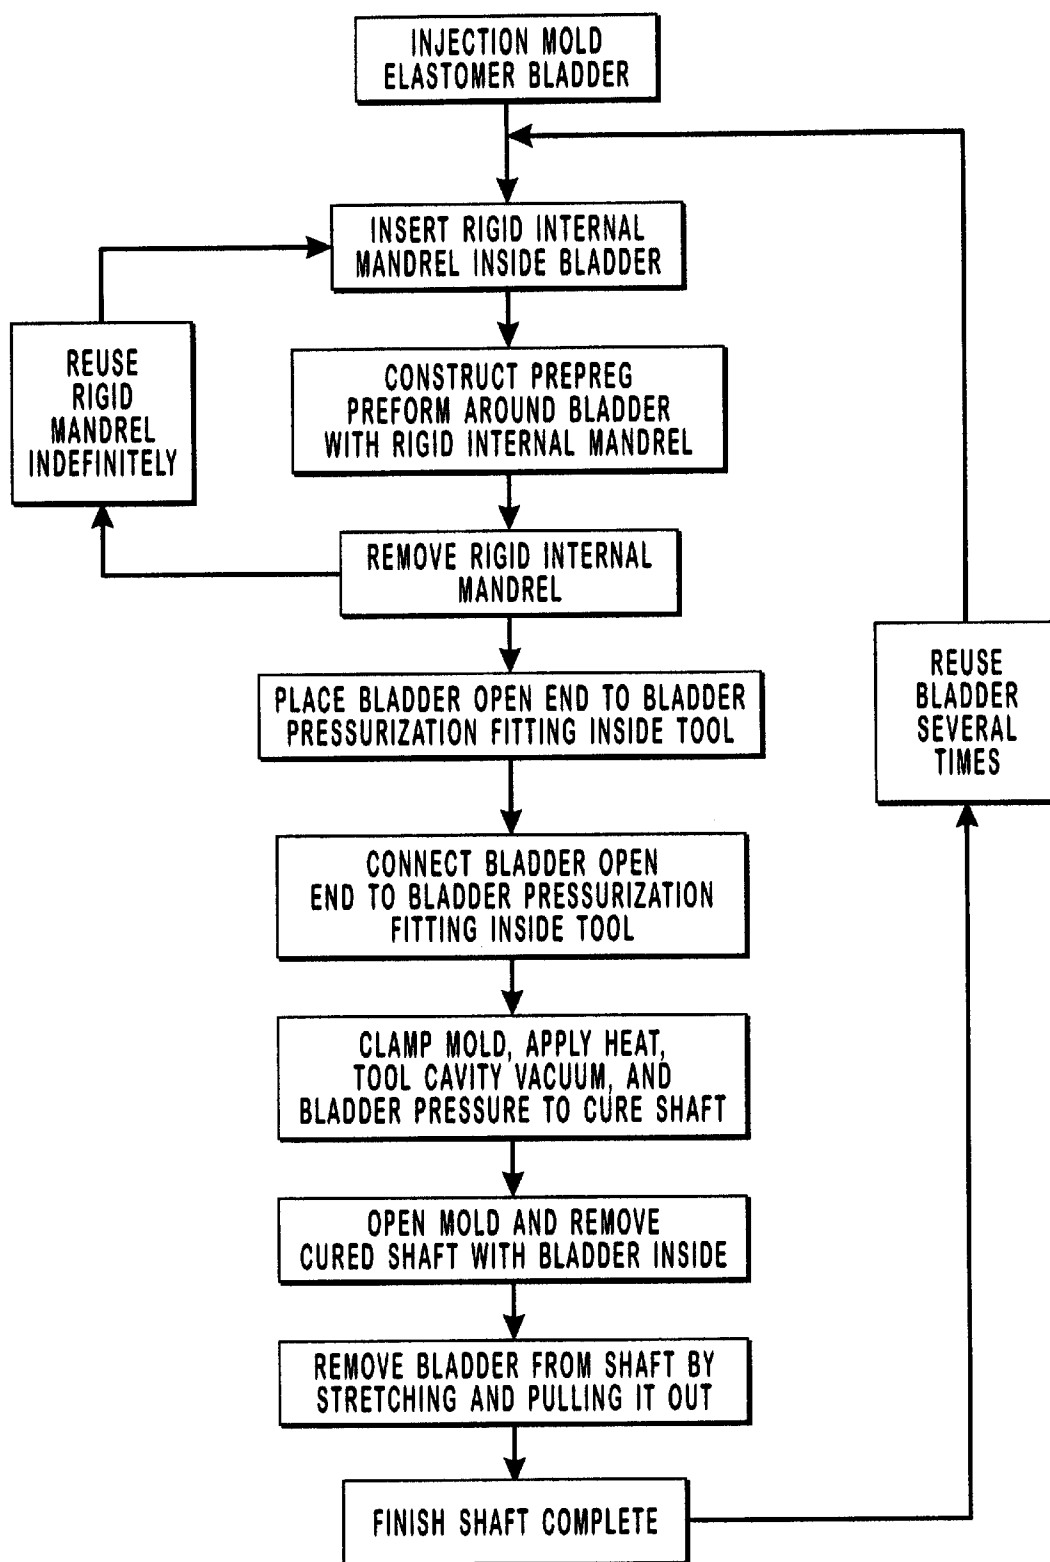 INJECTION MOLD
ELASTOMER BLADDER
INSERT RIGID INTERNAL
MANDREL INSIDE BLADDER
REUSE
RIGID
MANDREL
INDEFINITELY
CONSTRUCT PREPREG
PREFORM AROUND BLADDER
WITH RIGID INTERNAL MANDREL
REMOVE RIGID INTERNAL
MANDREL
PLACE BLADDER OPEN END TO BLADDER
PRESSURIZATION FITTING INSIDE TOOL
REUSE
BLADDER
SEVERAL
TIMES
CONNECT BLADDER OPEN
END TO BLADDER PRESSURIZATION
FITTING INSIDE TOOL
CLAMP MOLD, APPLY HEAT,
TOOL CAVITY VACUUM, AND
BLADDER PRESSURE TO CURE SHAFT
OPEN MOLD AND REMOVE
CURED SHAFT WITH BLADDER INSIDE
REMOVE BLADDER FROM SHAFT BY
STRETCHING AND PULLING IT OUT
FINISH SHAFT COMPLETE